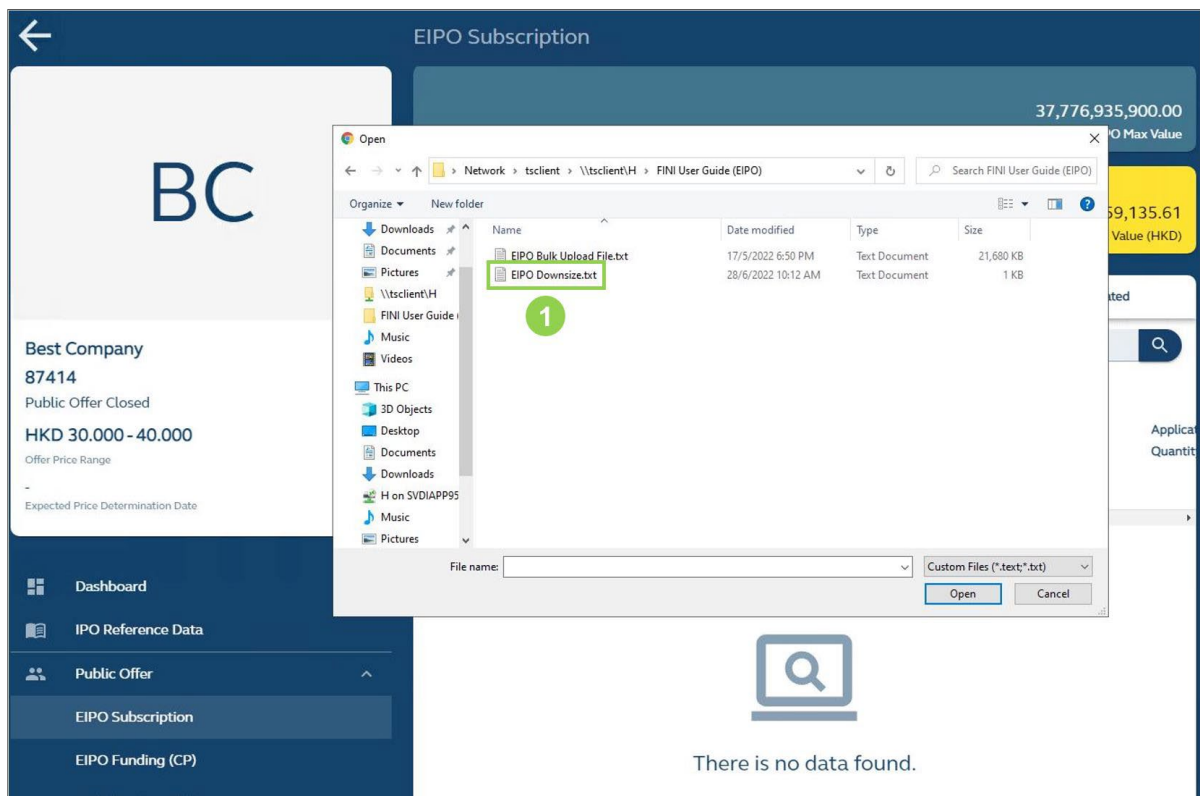 EIPO Subscription
BC
Best Company
87414
Public Offer Closed
HKD 30.000 - 40.000
Offer Price Range
-
Expected Price Determination Date
Dashboard
IPO Reference Data
Public Offer
EIPO Subscription
EIPO Funding (CP)
37,776,935,900.00
Max Value
59,135.61
Value (HKD)
Open
Network > tsclient > \\tsclient\H > FINI User Guide (EIPO)
Search FINI User Guide (EIPO)
Organize
New folder
Downloads
Documents
Pictures
\\tsclient\H
FINI User Guide (
Music
Videos
This PC
3D Objects
Desktop
Documents
Downloads
H on SVDIAPP95
Music
Pictures
Name Date modified Type Size
EIPO Bulk Upload File.txt 17/5/2022 6:50 PM Text Document 21,680 KB
EIPO Downsize.txt 28/6/2022 10:12 AM Text Document 1 KB
1
File name:
Custom Files (*.text;*.txt)
Open Cancel
Applicat
Quantit
There is no data found.